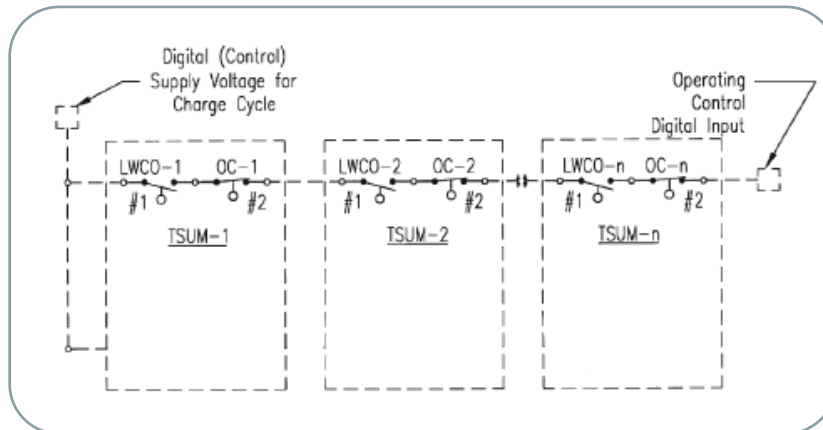 Digital (Control)
Supply Voltage for
Charge Cycle
Operating
Control
Digital Input
LWCO-1 OC-1
#1 #2
TSUM-1
LWCO-2 OC-2
#1 #2
TSUM-2
LWCO-n OC-n
#1 #2
TSUM-n